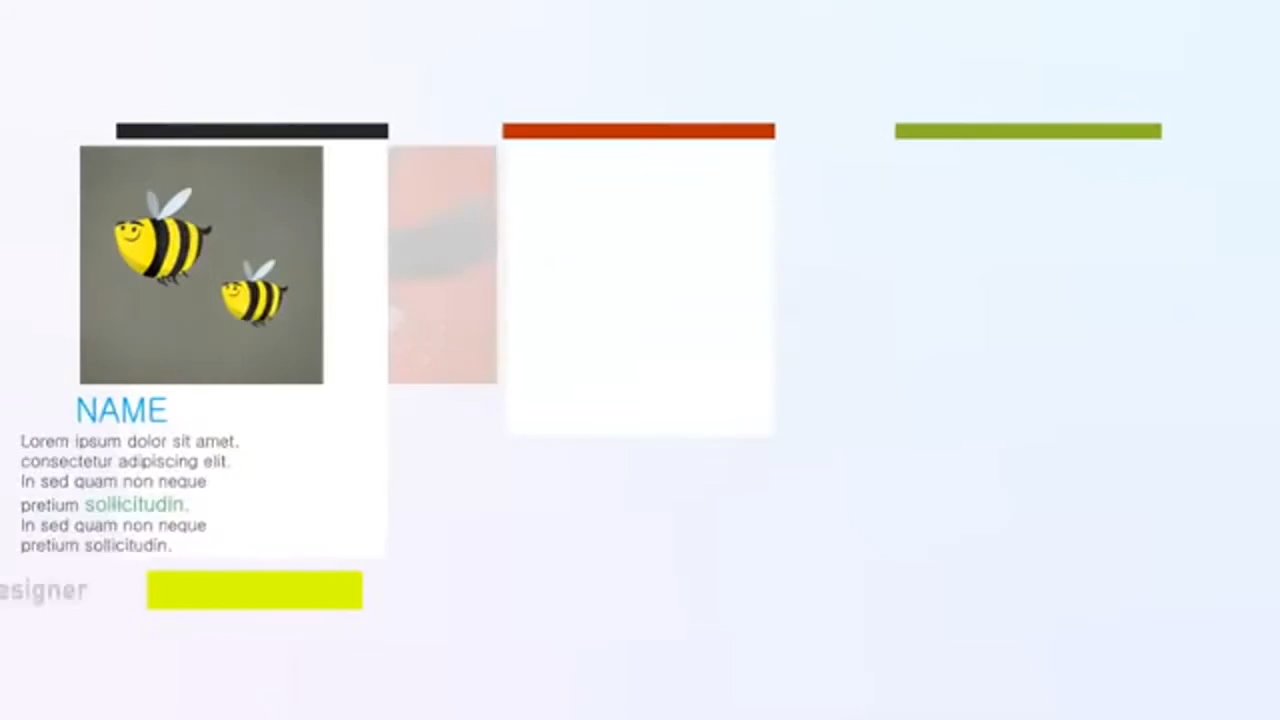 NAME
Lorem ipsum dolor sit amet,
consectetur adipiscing elit.
In sed quam non neque
pretium sollicitudin.
In sed quam non neque
pretium sollicitudin.
esigner